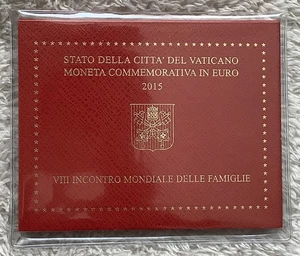 STATO DELLA CITTA' DEL VATICANO
MONETA COMMEMORATIVA IN EURO
2015
VIII INCONTRO MONDIALE DELLE FAMIGLIE